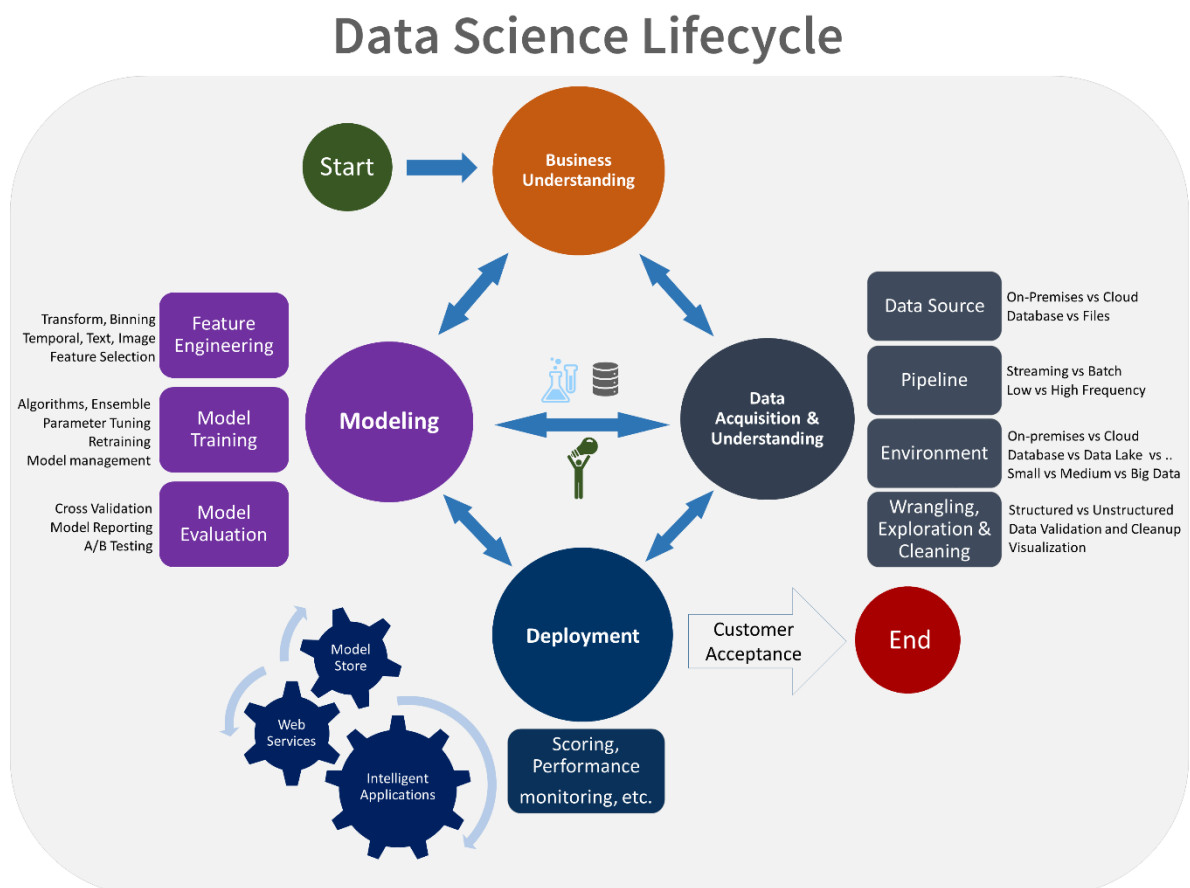 Data Science Lifecycle
Start
Business
Understanding
Transform, Binning
Temporal, Text, Image
Feature Selection
Feature
Engineering
Algorithms, Ensemble
Parameter Tuning
Retraining
Model management
Model
Training
Cross Validation
Model Reporting
A/B Testing
Model
Evaluation
Modeling
Data
Acquisition &
Understanding
Data Source
On-Premises vs Cloud
Database vs Files
Pipeline
Streaming vs Batch
Low vs High Frequency
Environment
On-premises vs Cloud
Database vs Data Lake vs ..
Small vs Medium vs Big Data
Wrangling,
Exploration &
Cleaning
Structured vs Unstructured
Data Validation and Cleanup
Visualization
Deployment
Customer
Acceptance
End
Model
Store
Web
Services
Intelligent
Applications
Scoring,
Performance
monitoring, etc.